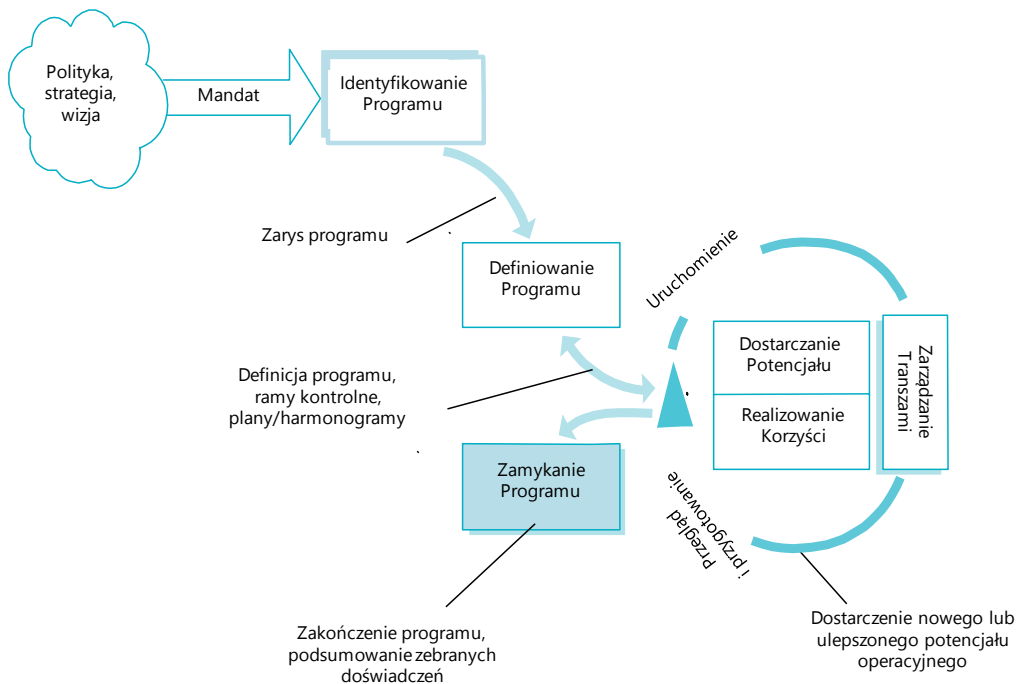 Polityka,
strategia,
wizja
Mandat
Identyfikowanie
Programu
Zarys programu
Definiowanie
Programu
Uruchomienie
Dostarczanie
Potencjału
Realizowanie
Korzyści
Zarządzanie
Transzami
Definicja programu,
ramy kontrolne,
plany/harmonogramy
Zamykanie
Programu
Przegląd
i przygotowanie
Zakończenie programu,
podsumowanie zebranych
doświadczeń
Dostarczenie nowego lub
ulepszonego potencjału
operacyjnego